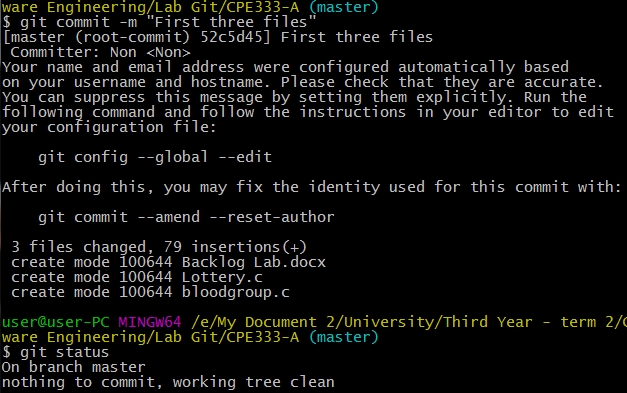 ware Engineering/Lab Git/CPE333-A (master)
$ git commit -m "First three files"
[master (root-commit) 52c5d45] First three files
 Committer: Non <Non>
Your name and email address were configured automatically based
on your username and hostname. Please check that they are accurate.
You can suppress this message by setting them explicitly. Run the
following command and follow the instructions in your editor to edit
your configuration file:

    git config --global --edit

After doing this, you may fix the identity used for this commit with:

    git commit --amend --reset-author

 3 files changed, 79 insertions(+)
 create mode 100644 Backlog Lab.docx
 create mode 100644 Lottery.c
 create mode 100644 bloodgroup.c

user@user-PC MINGW64 /e/My Document 2/University/Third Year - term 2/
ware Engineering/Lab Git/CPE333-A (master)
$ git status
On branch master
nothing to commit, working tree clean